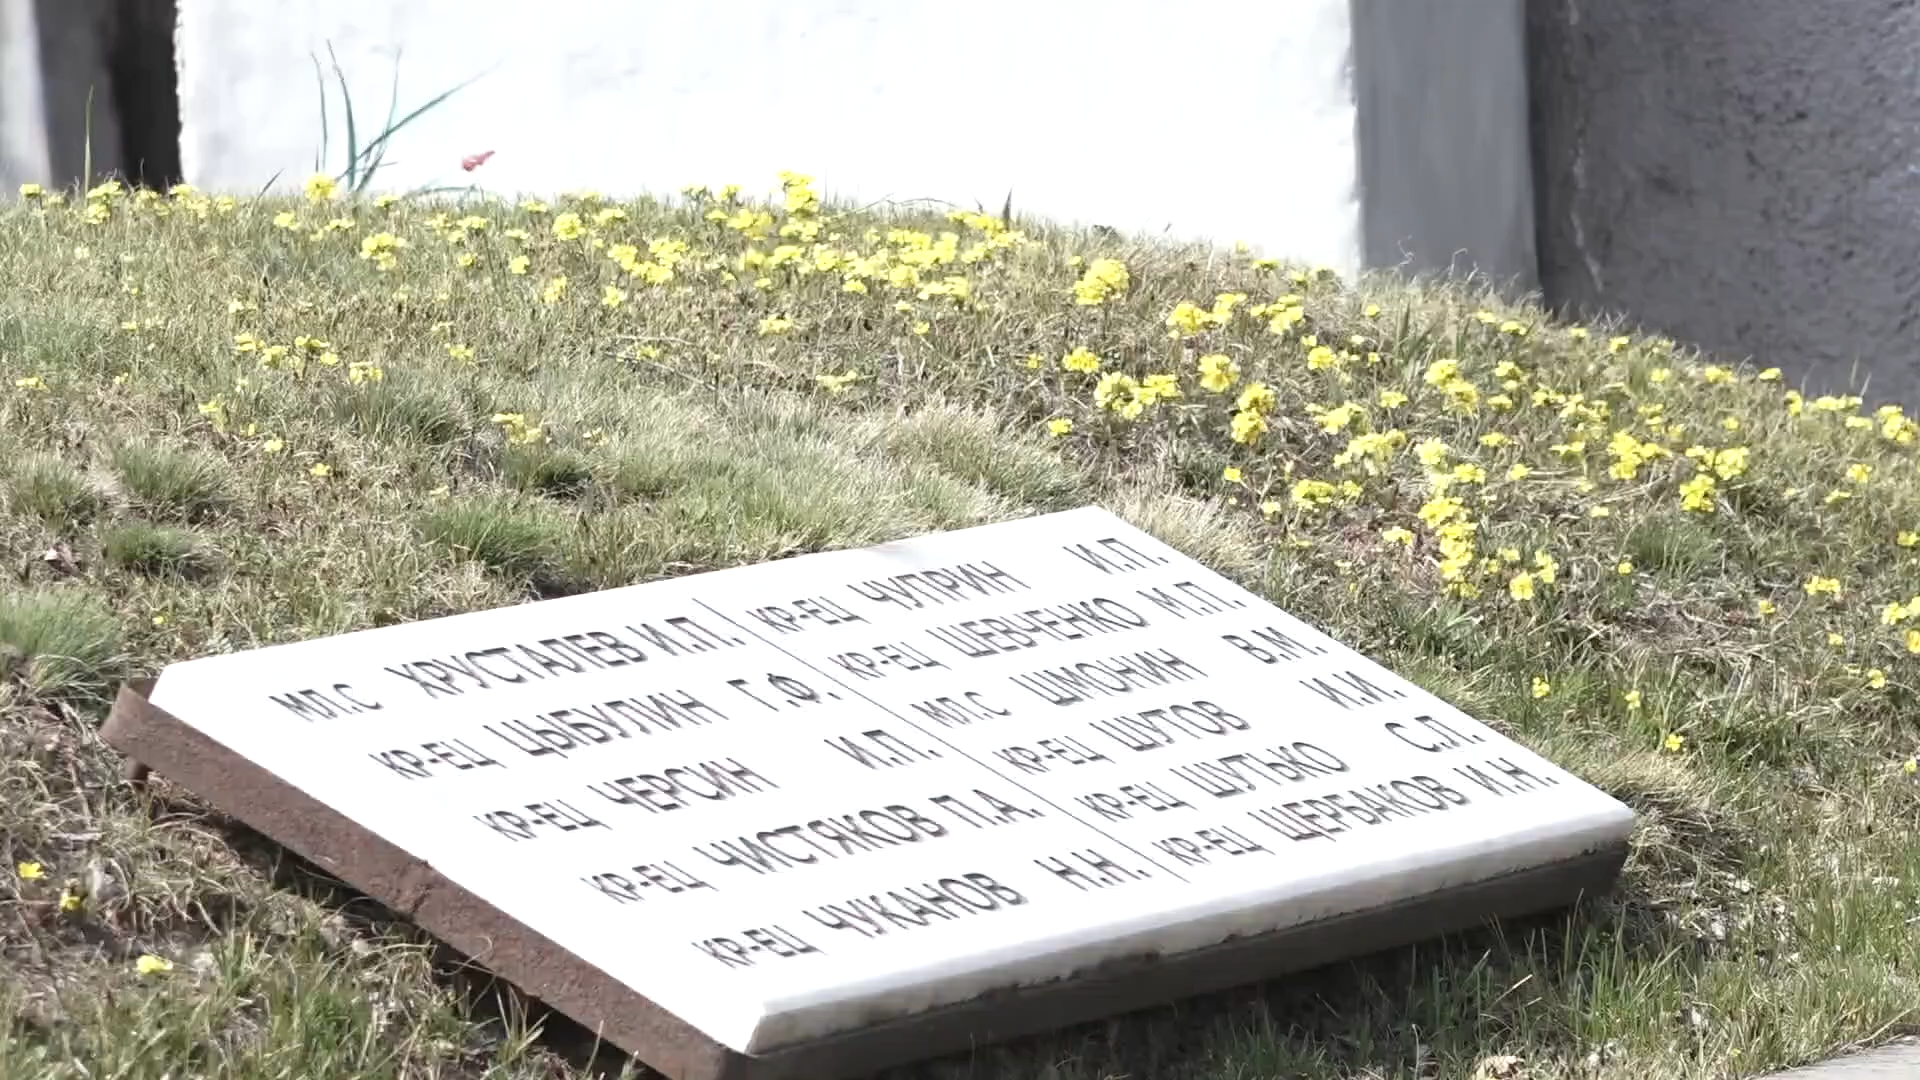 МЛ.С ХРУСТАЛЕВ И.П.
КР-ЕЦ ЦЫБУЛИН Г.Ф.
КР-ЕЦ ЧЕРСИН И.П.
КР-ЕЦ ЧИСТЯКОВ П.А.
КР-ЕЦ ЧУКАНОВ Н.Н.
КР-ЕЦ ЧУПРИН И.П.
КР-ЕЦ ШЕВЧЕНКО М.П.
МЛ.С ШМОНИН В.М.
КР-ЕЦ ШУТОВ И.И.
КР-ЕЦ ШУТЬКО С.П.
КР-ЕЦ ЩЕРБАКОВ И.Н.